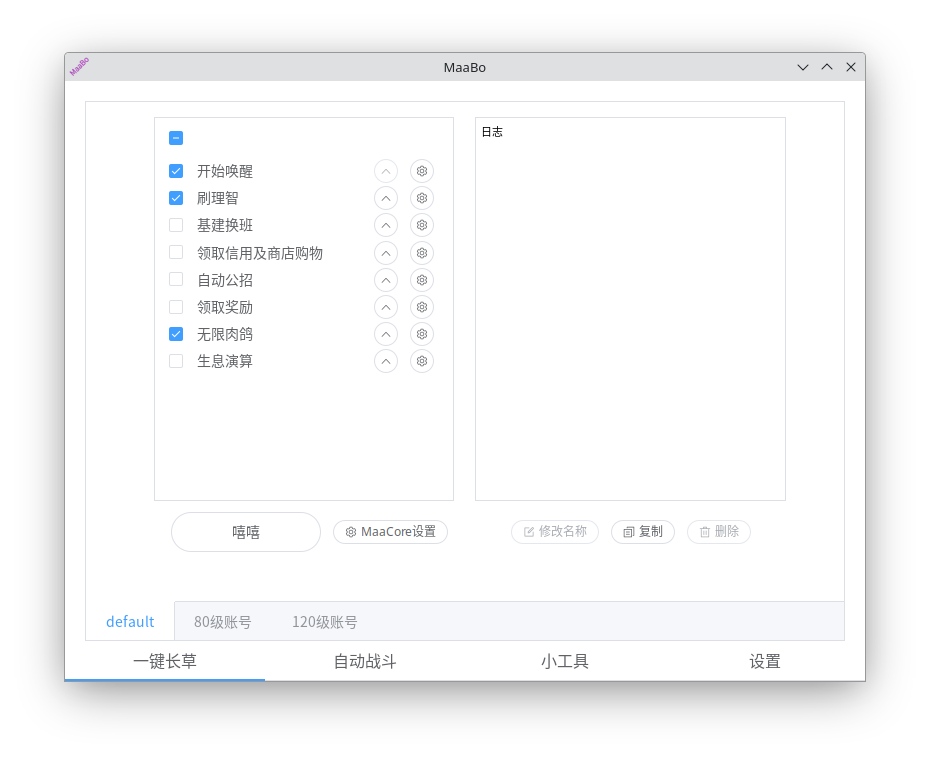 MaaBo
MaaBo
开始唤醒
刷理智
基建换班
领取信用及商店购物
自动公招
领取奖励
无限肉鸽
生息演算
日志
嘻嘻
MaaCore设置
修改名称
复制
删除
default
80级账号
120级账号
一键长草
自动战斗
小工具
设置